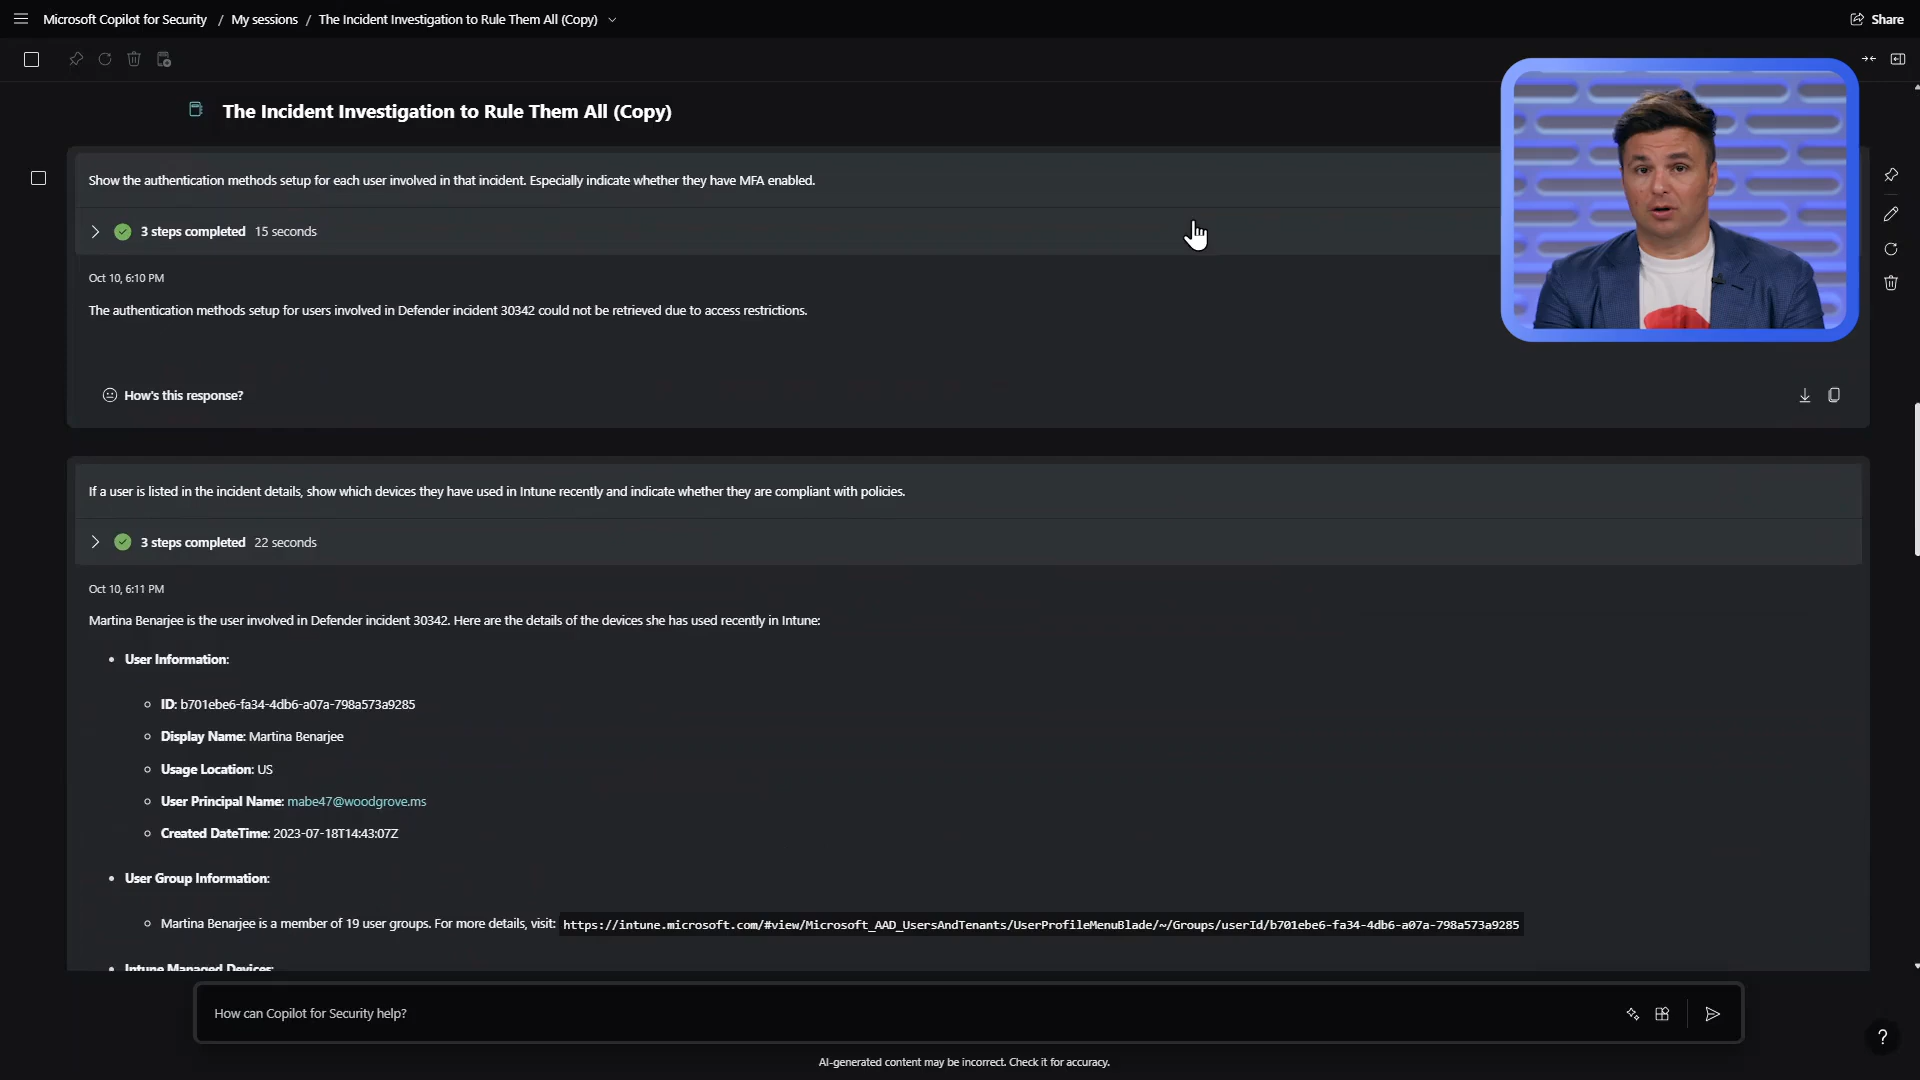 Microsoft Copilot for Security / My sessions / The Incident Investigation to Rule Them All (Copy)
Share
The Incident Investigation to Rule Them All (Copy)
Show the authentication methods setup for each user involved in that incident. Especially indicate whether they have MFA enabled.
3 steps completed 15 seconds
Oct 10, 6:10 PM
The authentication methods setup for users involved in Defender incident 30342 could not be retrieved due to access restrictions.
How's this response?
If a user is listed in the incident details, show which devices they have used in Intune recently and indicate whether they are compliant with policies.
3 steps completed 22 seconds
Oct 10, 6:11 PM
Martina Benarjee is the user involved in Defender incident 30342. Here are the details of the devices she has used recently in Intune:
User Information:
ID: b701ebe6-fa34-4db6-a07a-798a573a9285
Display Name: Martina Benarjee
Usage Location: US
User Principal Name: mabe47@woodgrove.ms
Created DateTime: 2023-07-18T14:43:07Z
User Group Information:
Martina Benarjee is a member of 19 user groups. For more details, visit: https://intune.microsoft.com/#view/Microsoft_AAD_UsersAndTenants/UserProfileMenuBlade/~/Groups/userId/b701ebe6-fa34-4db6-a07a-798a573a9285
Intune Managed Devices:
How can Copilot for Security help?
?
AI-generated content may be incorrect. Check it for accuracy.